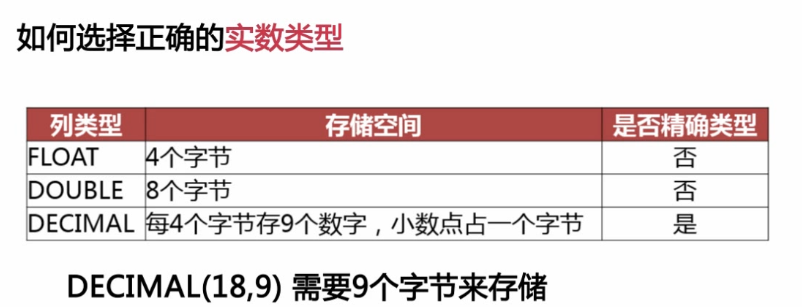 如何选择正确的实数类型
列类型 存储空间 是否精确类型
FLOAT 4个字节 否
DOUBLE 8个字节 否
DECIMAL 每4个字节存9个数字，小数点占一个字节 是
DECIMAL(18,9) 需要9个字节来存储